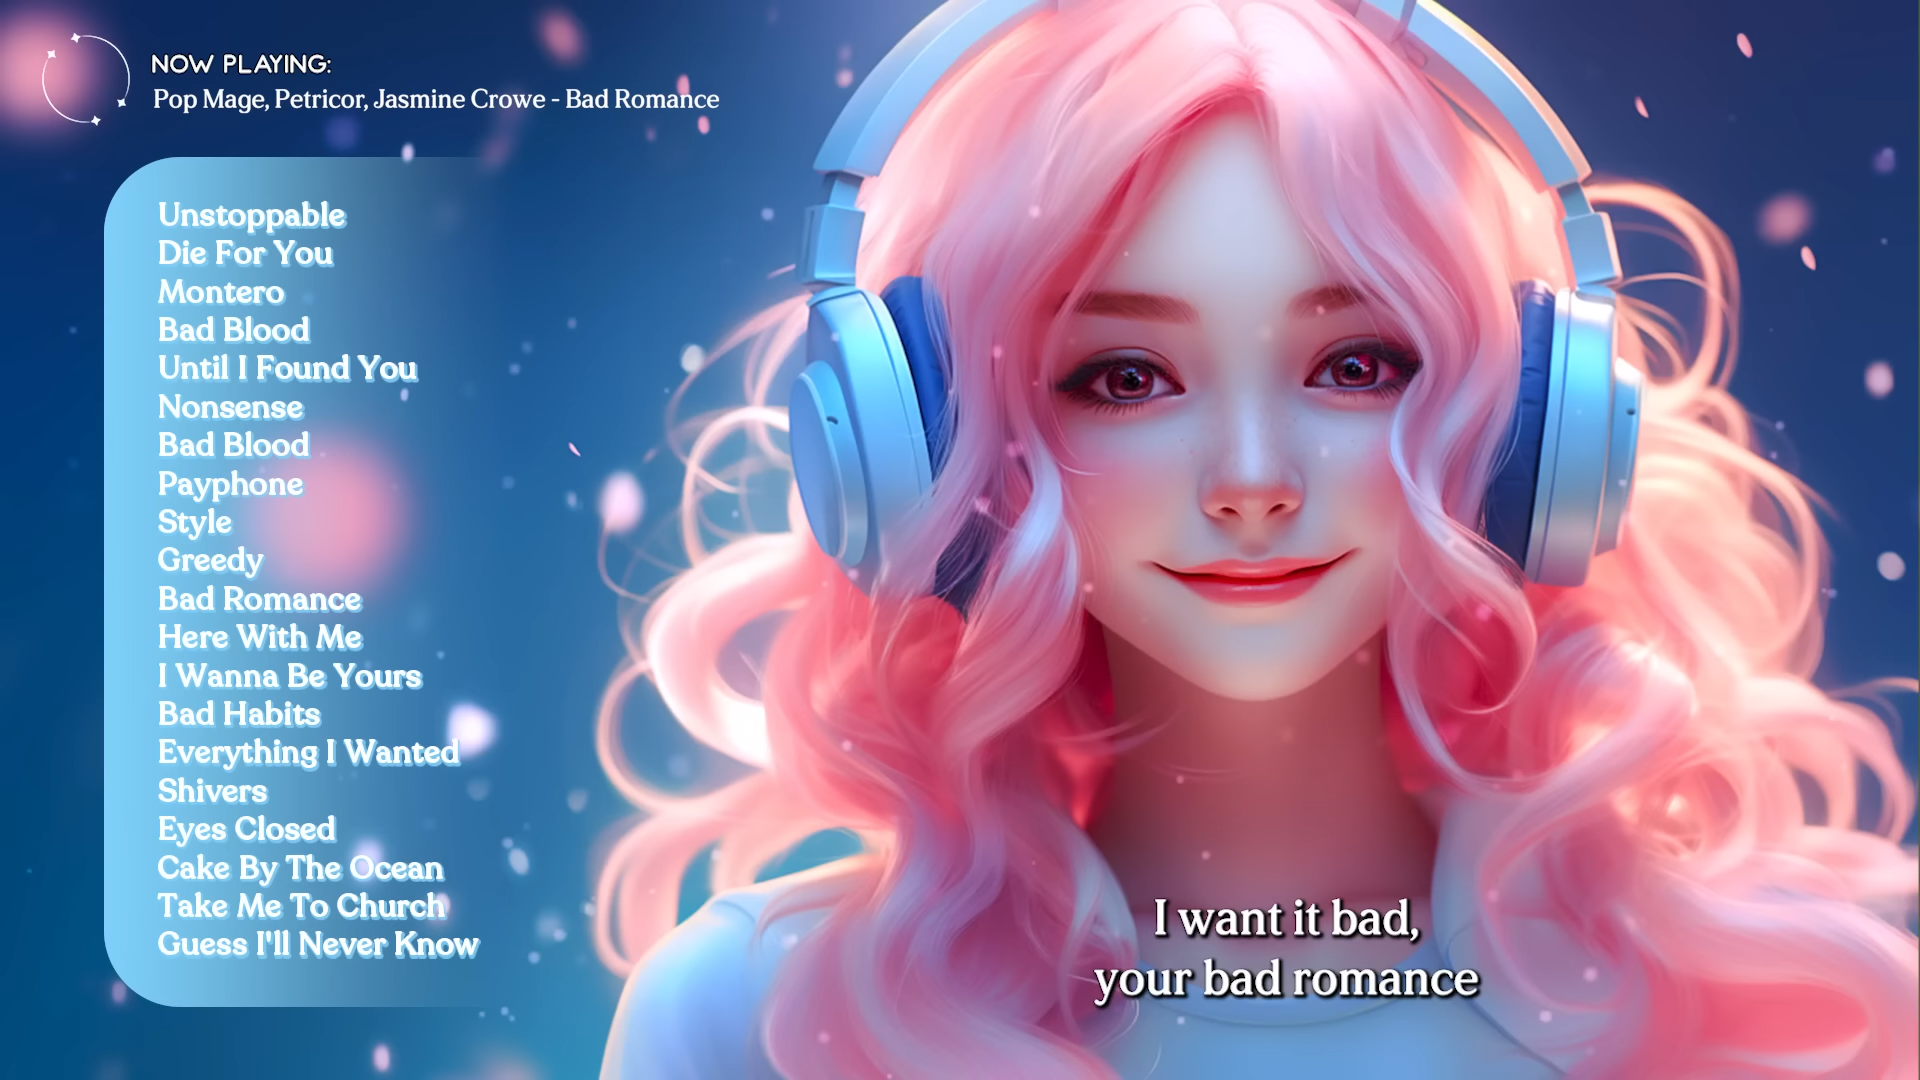 NOW PLAYING:
Pop Mage, Petricor, Jasmine Crowe - Bad Romance
Unstoppable
Die For You
Montero
Bad Blood
Until I Found You
Nonsense
Bad Blood
Payphone
Style
Greedy
Bad Romance
Here With Me
I Wanna Be Yours
Bad Habits
Everything I Wanted
Shivers
Eyes Closed
Cake By The Ocean
Take Me To Church
Guess I'll Never Know
I want it bad,
your bad romance